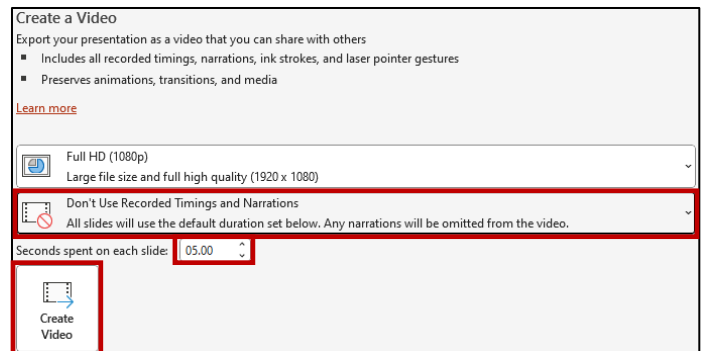 Create a Video
Export your presentation as a video that you can share with others
▪ Includes all recorded timings, narrations, ink strokes, and laser pointer gestures
▪ Preserves animations, transitions, and media
Learn more
Full HD (1080p)
Large file size and full high quality (1920 x 1080)
Don't Use Recorded Timings and Narrations
All slides will use the default duration set below. Any narrations will be omitted from the video.
Seconds spent on each slide: 05.00
Create
Video